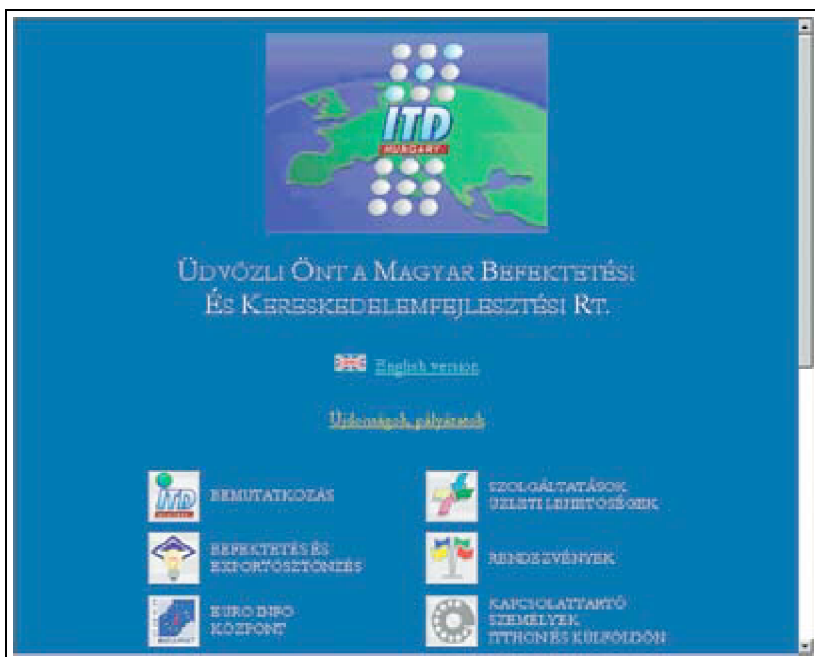 ITD
HUNGARY
ÜDVÖZLI ÖNT A MAGYAR BEFEKTETÉSI
ÉS KERESKEDELEMFEJLESZTÉSI RT.
English version
Újdonságok, pályázatok
ITD
BEMUTATKOZÁS
SZOLGÁLTATÁSOK
ÜZLETI LEHETŐSÉGEK
BEFEKTETÉS ÉS
EXPORTÖSZTÖNZÉS
RENDEZVÉNYEK
EURO INFO
KÖZPONT
KAPCSOLATTARTÓ
SZEMÉLYEK
ITTHON ÉS KÜLFÖLDÖN